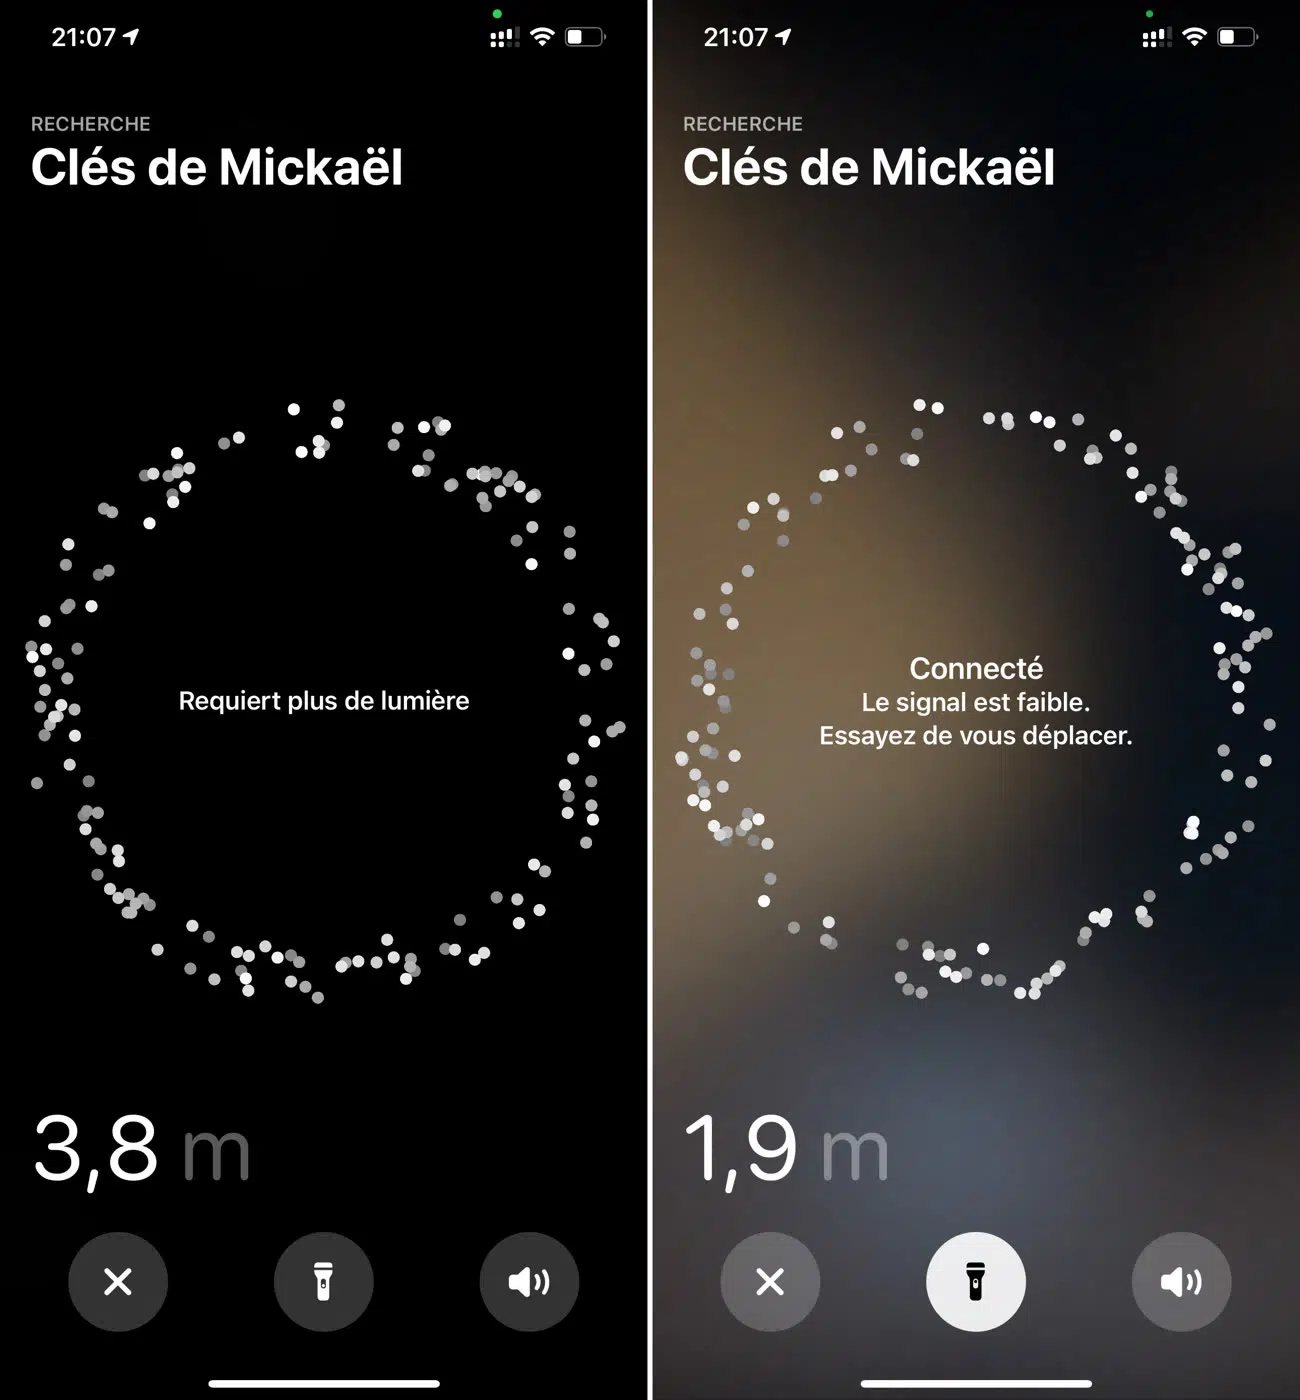 21:07
RECHERCHE
Clés de Mickaël
Requiert plus de lumière
3,8 m
21:07
RECHERCHE
Clés de Mickaël
Connecté
Le signal est faible.
Essayez de vous déplacer.
1,9 m